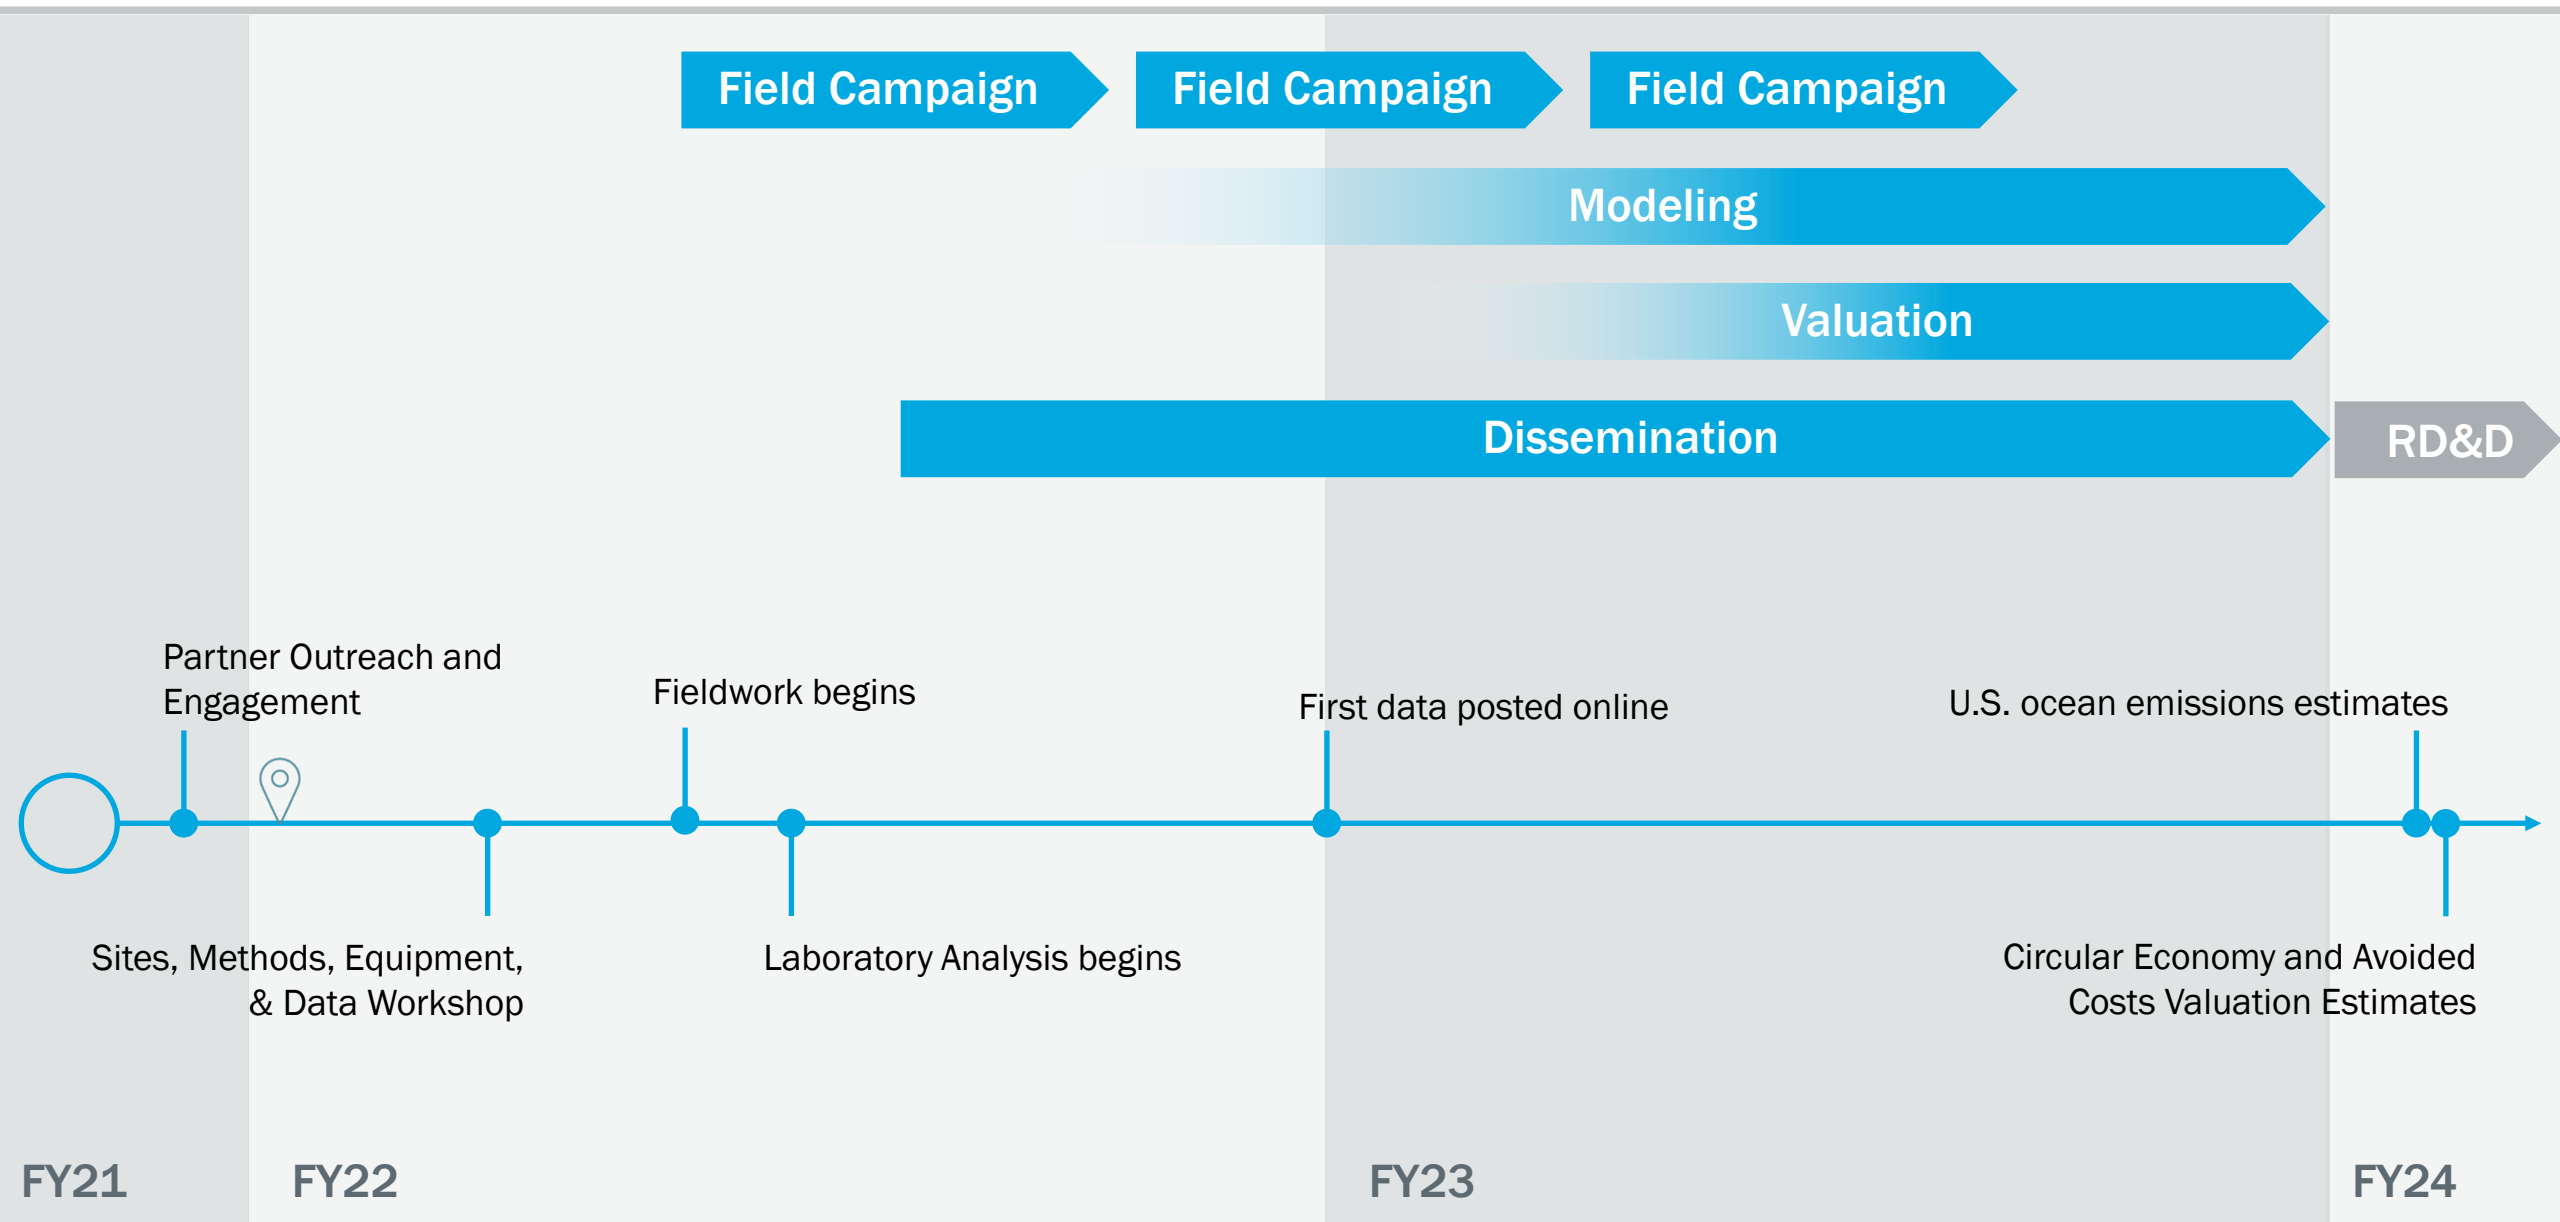 Field Campaign
Field Campaign
Field Campaign
Modeling
Valuation
Dissemination
RD&D
Partner Outreach and
Engagement
Fieldwork begins
First data posted online
U.S. ocean emissions estimates
Sites, Methods, Equipment,
& Data Workshop
Laboratory Analysis begins
Circular Economy and Avoided
Costs Valuation Estimates
FY21
FY22
FY23
FY24